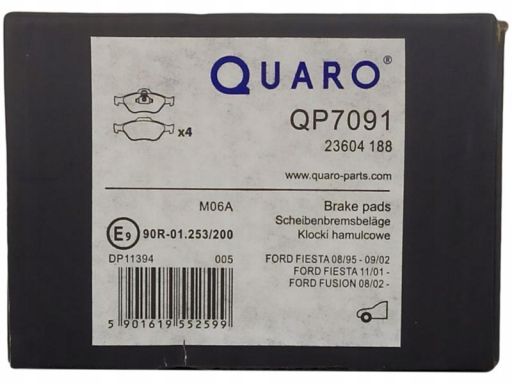 QUARO®
QP7091
x4
23604 188
www.quaro-parts.com
M06A
Brake pads
Scheibenbremsbeläge
Klocki hamulcowe
E9 90R-01.253/200
DP11394 005
FORD FIESTA 08/95 - 09/02
FORD FIESTA 11/01 -
FORD FUSION 08/02 -
5 901619 552599